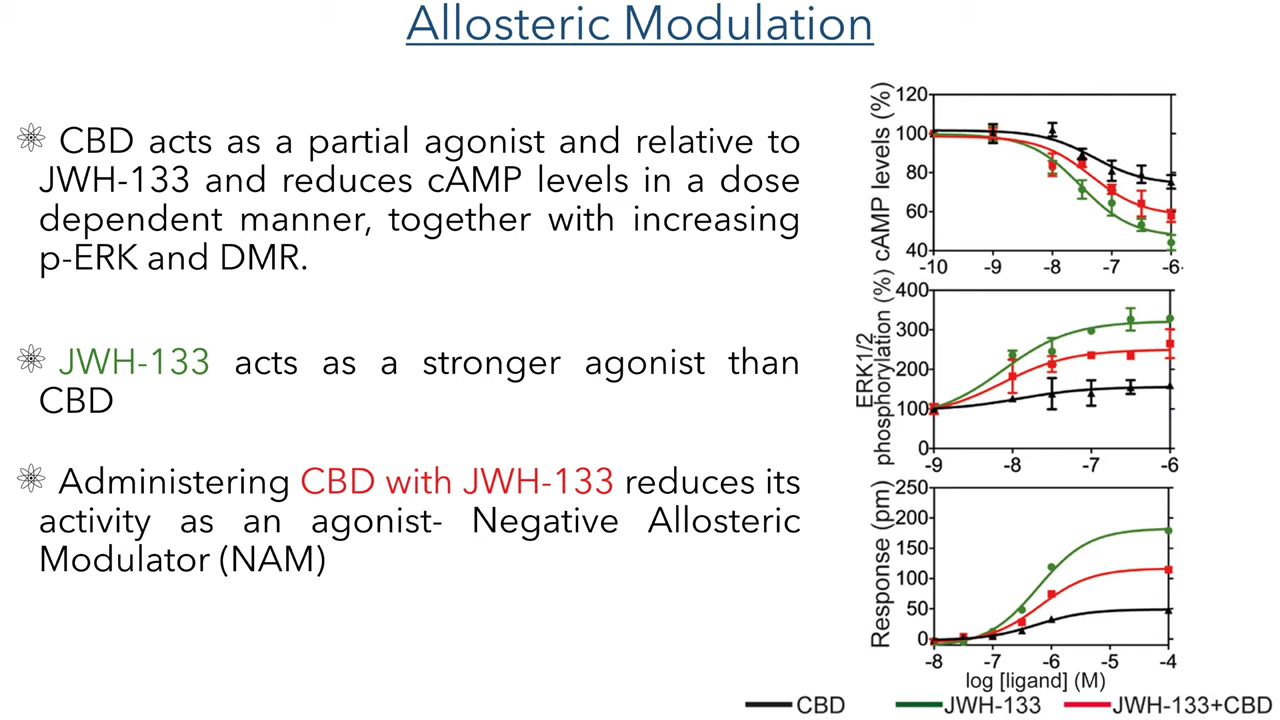 Allosteric Modulation
CBD acts as a partial agonist and relative to
JWH-133 and reduces cAMP levels in a dose
dependent manner, together with increasing
p-ERK and DMR.
JWH-133 acts as a stronger agonist than
CBD
Administering CBD with JWH-133 reduces its
activity as an agonist- Negative Allosteric
Modulator (NAM)
cAMP levels (%)
120
100
80
60
40
-10 -9 -8 -7 -6
ERK1/2
phosphorylation (%)
400
300
200
100
0
-9 -8 -7 -6
Response (pm)
250
200
150
100
50
0
-8 -7 -6 -5 -4
log [ligand] (M)
CBD JWH-133 JWH-133+CBD